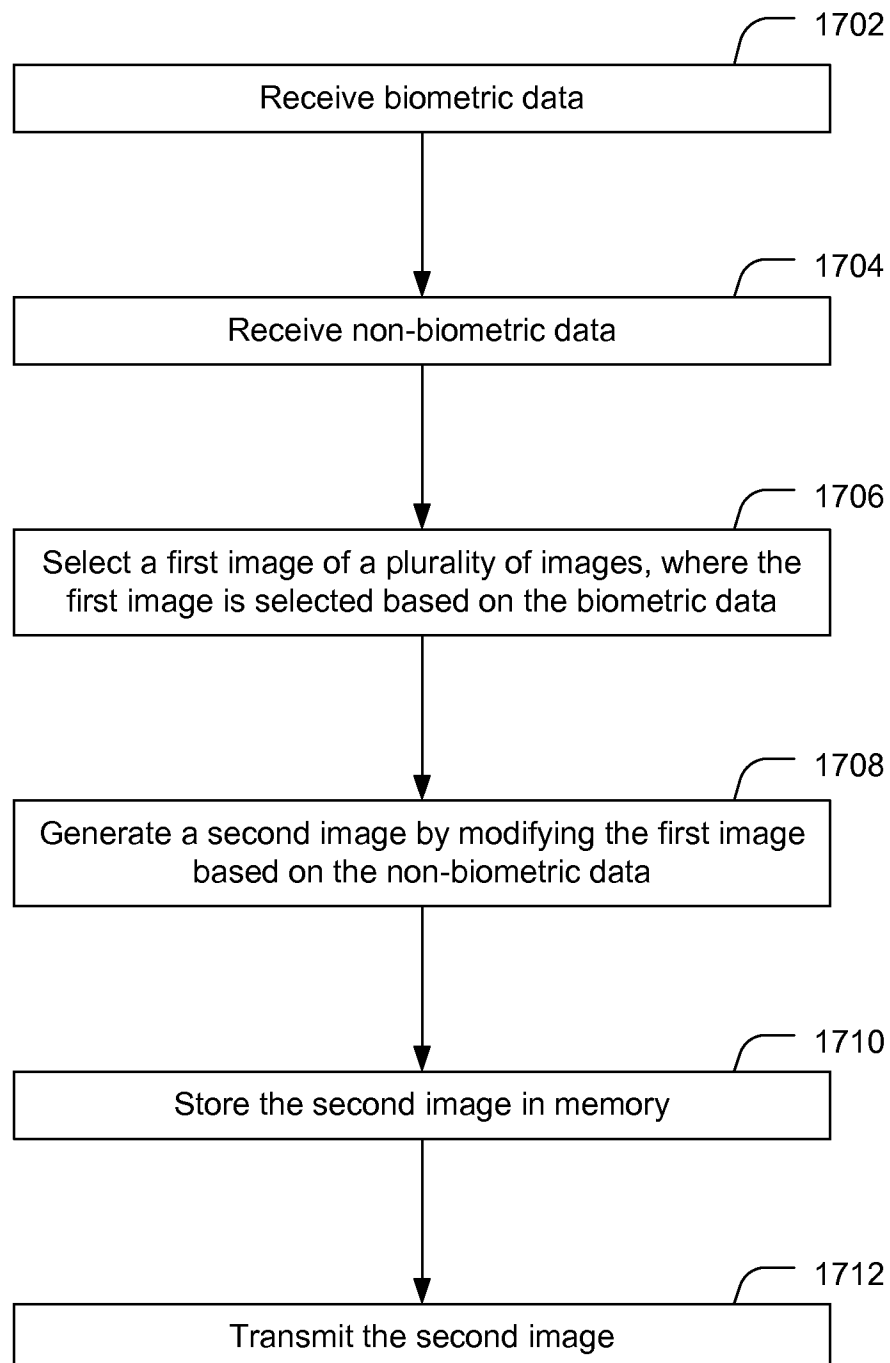 1702
Receive biometric data
1704
Receive non-biometric data
1706
Select a first image of a plurality of images, where the
first image is selected based on the biometric data
1708
Generate a second image by modifying the first image
based on the non-biometric data
1710
Store the second image in memory
1712
Transmit the second image